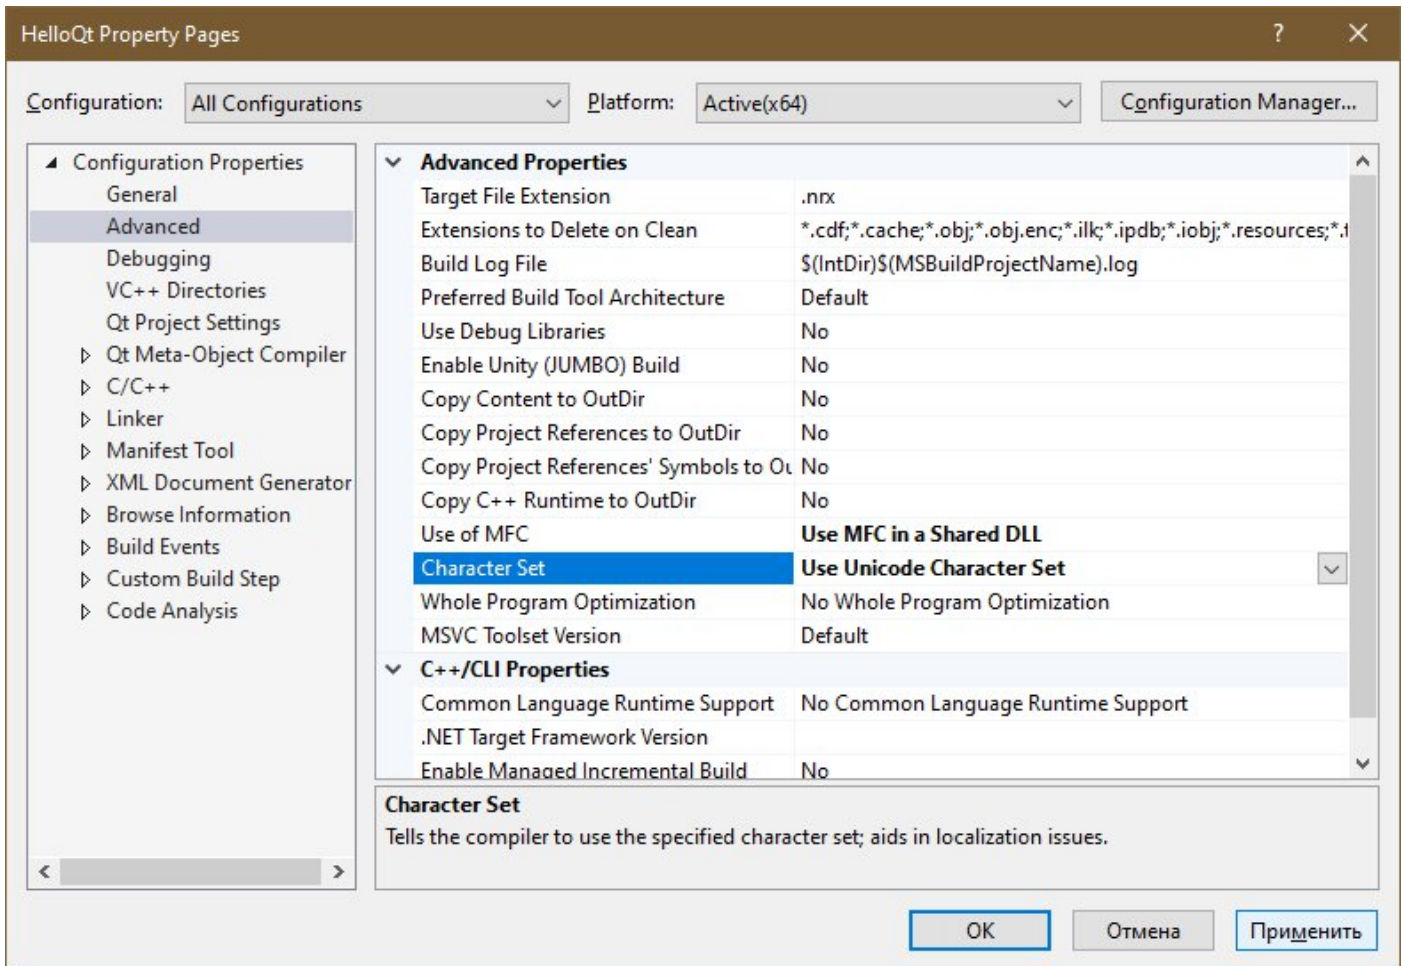 HelloQt Property Pages ? ×
Configuration: All Configurations Platform: Active(x64) Configuration Manager...
Configuration Properties
General
Advanced
Debugging
VC++ Directories
Qt Project Settings
Qt Meta-Object Compiler
C/C++
Linker
Manifest Tool
XML Document Generator
Browse Information
Build Events
Custom Build Step
Code Analysis
Advanced Properties
Target File Extension .nrx
Extensions to Delete on Clean *.cdf;*.cache;*.obj;*.obj.enc;*.ilk;*.ipdb;*.iobj;*.resources;*.t
Build Log File $(IntDir)$(MSBuildProjectName).log
Preferred Build Tool Architecture Default
Use Debug Libraries No
Enable Unity (JUMBO) Build No
Copy Content to OutDir No
Copy Project References to OutDir No
Copy Project References' Symbols to Ou No
Copy C++ Runtime to OutDir No
Use of MFC Use MFC in a Shared DLL
Character Set Use Unicode Character Set
Whole Program Optimization No Whole Program Optimization
MSVC Toolset Version Default
C++/CLI Properties
Common Language Runtime Support No Common Language Runtime Support
.NET Target Framework Version
Enable Managed Incremental Build No
Character Set
Tells the compiler to use the specified character set; aids in localization issues.
OK Отмена Применить